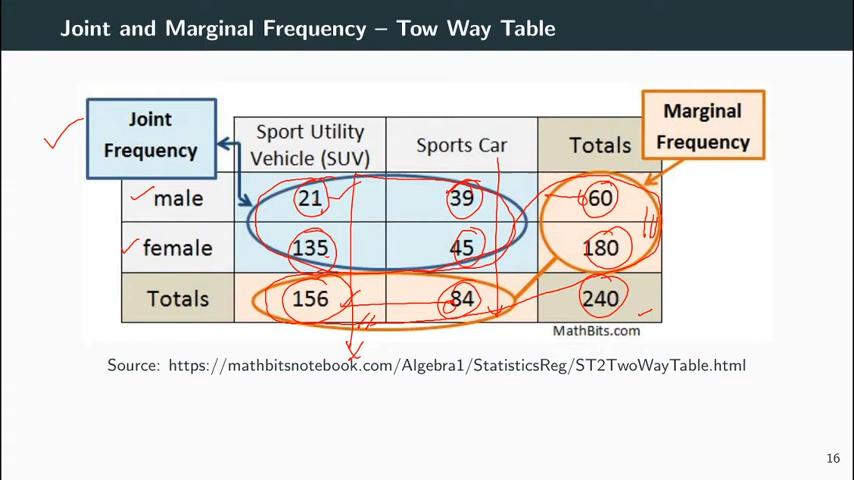 Joint and Marginal Frequency – Tow Way Table
Joint
Frequency
Sport Utility
Vehicle (SUV)
Sports Car
Totals
Marginal
Frequency
male 21 39 60
female 135 45 180
Totals 156 84 240
MathBits.com
Source: https://mathbitsnotebook.com/Algebra1/StatisticsReg/ST2TwoWayTable.html
16